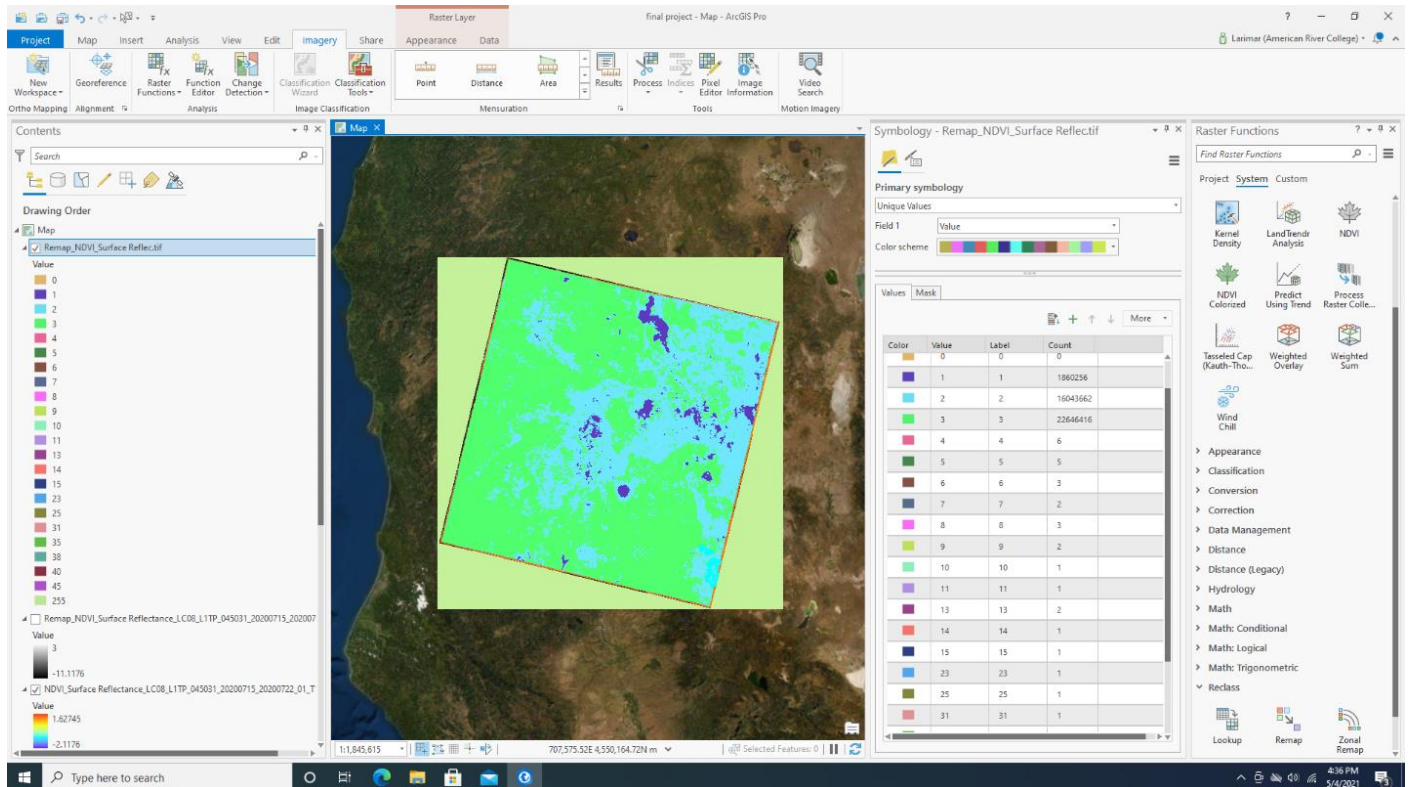 Raster Layer
final project - Map - ArcGIS Pro
?
Project Map Insert Analysis View Edit Imagery Share Appearance Data
Larimar (American River College)
New Workspace
Georeference
Raster Functions
Function Editor
Change Detection
Classification Wizard
Classification Tools
Point
Distance
Area
Results
Process
Indices
Pixel Editor
Image Information
Video Search
Ortho Mapping Alignment Analysis Image Classification Mensuration Tools Motion Imagery
Contents
Search
Drawing Order
Map
Remap_NDVI_Surface Reflec.tif
Value
0
1
2
3
4
5
6
7
8
9
10
11
13
14
15
23
25
31
35
38
40
45
255
Remap_NDVI_Surface Reflectance_LC08_L1TP_045031_20200715_202007
Value
3
-11.1176
NDVI_Surface Reflectance_LC08_L1TP_045031_20200715_20200722_01_T
Value
1.62745
-2.1176
Map
1:1,845,615
707,575.52E 4,550,164.72N m
Selected Features: 0
Symbology - Remap_NDVI_Surface Reflec.tif
Primary symbology
Unique Values
Field 1 Value
Color scheme
Values Mask
More
Color Value Label Count
0 0 0
1 1 1860256
2 2 16043662
3 3 22646416
4 4 6
5 5 5
6 6 3
7 7 2
8 8 3
9 9 2
10 10 1
11 11 1
13 13 2
14 14 1
15 15 1
23 23 1
25 25 1
31 31 1
Raster Functions
?
Find Raster Functions
Project System Custom
Kernel Density
LandTrendr Analysis
NDVI
NDVI Colorized
Predict Using Trend
Process Raster Colle...
Tasseled Cap (Kauth-Tho...
Weighted Overlay
Weighted Sum
Wind Chill
Appearance
Classification
Conversion
Correction
Data Management
Distance
Distance (Legacy)
Hydrology
Math
Math: Conditional
Math: Logical
Math: Trigonometric
Reclass
Lookup
Remap
Zonal Remap
Type here to search
4:36 PM
5/4/2021